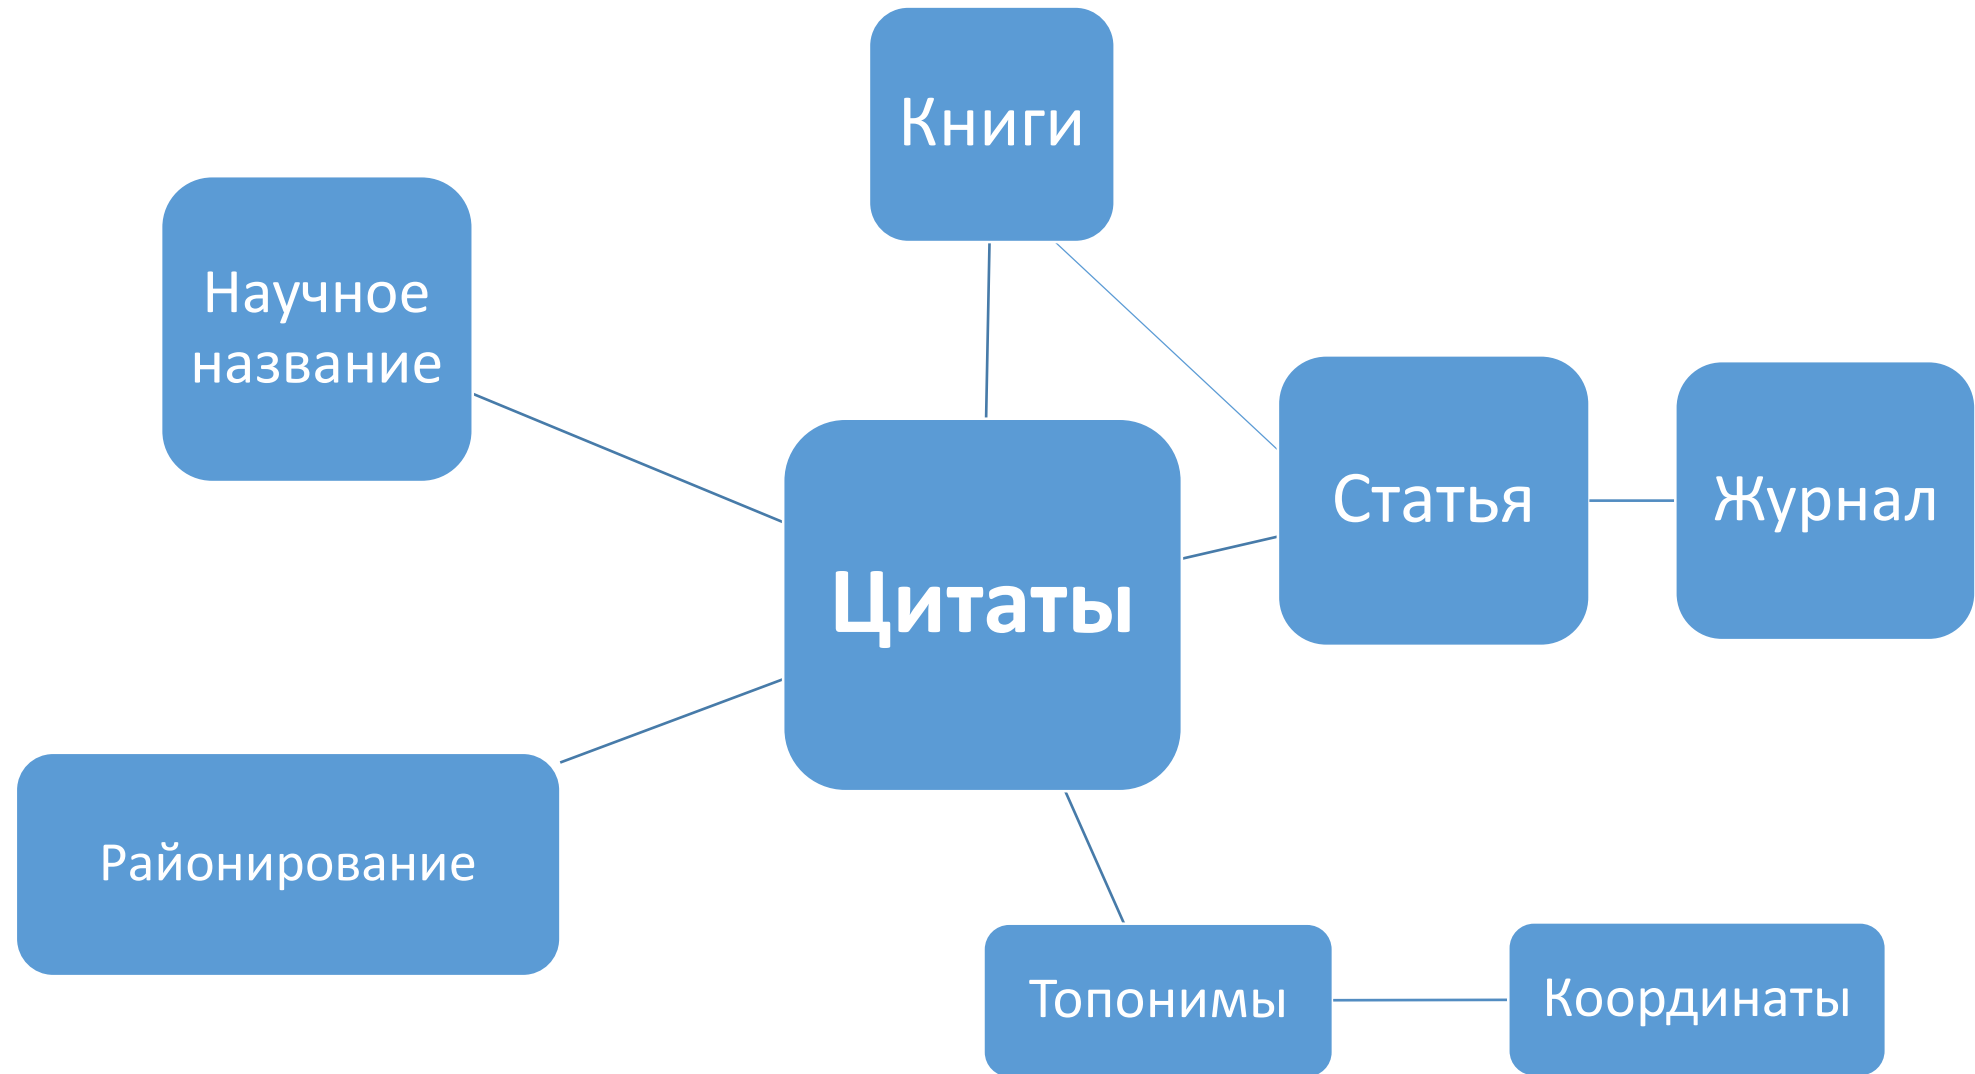 Книги
Научное
название
Статья
Журнал
Цитаты
Районирование
Топонимы
Координаты